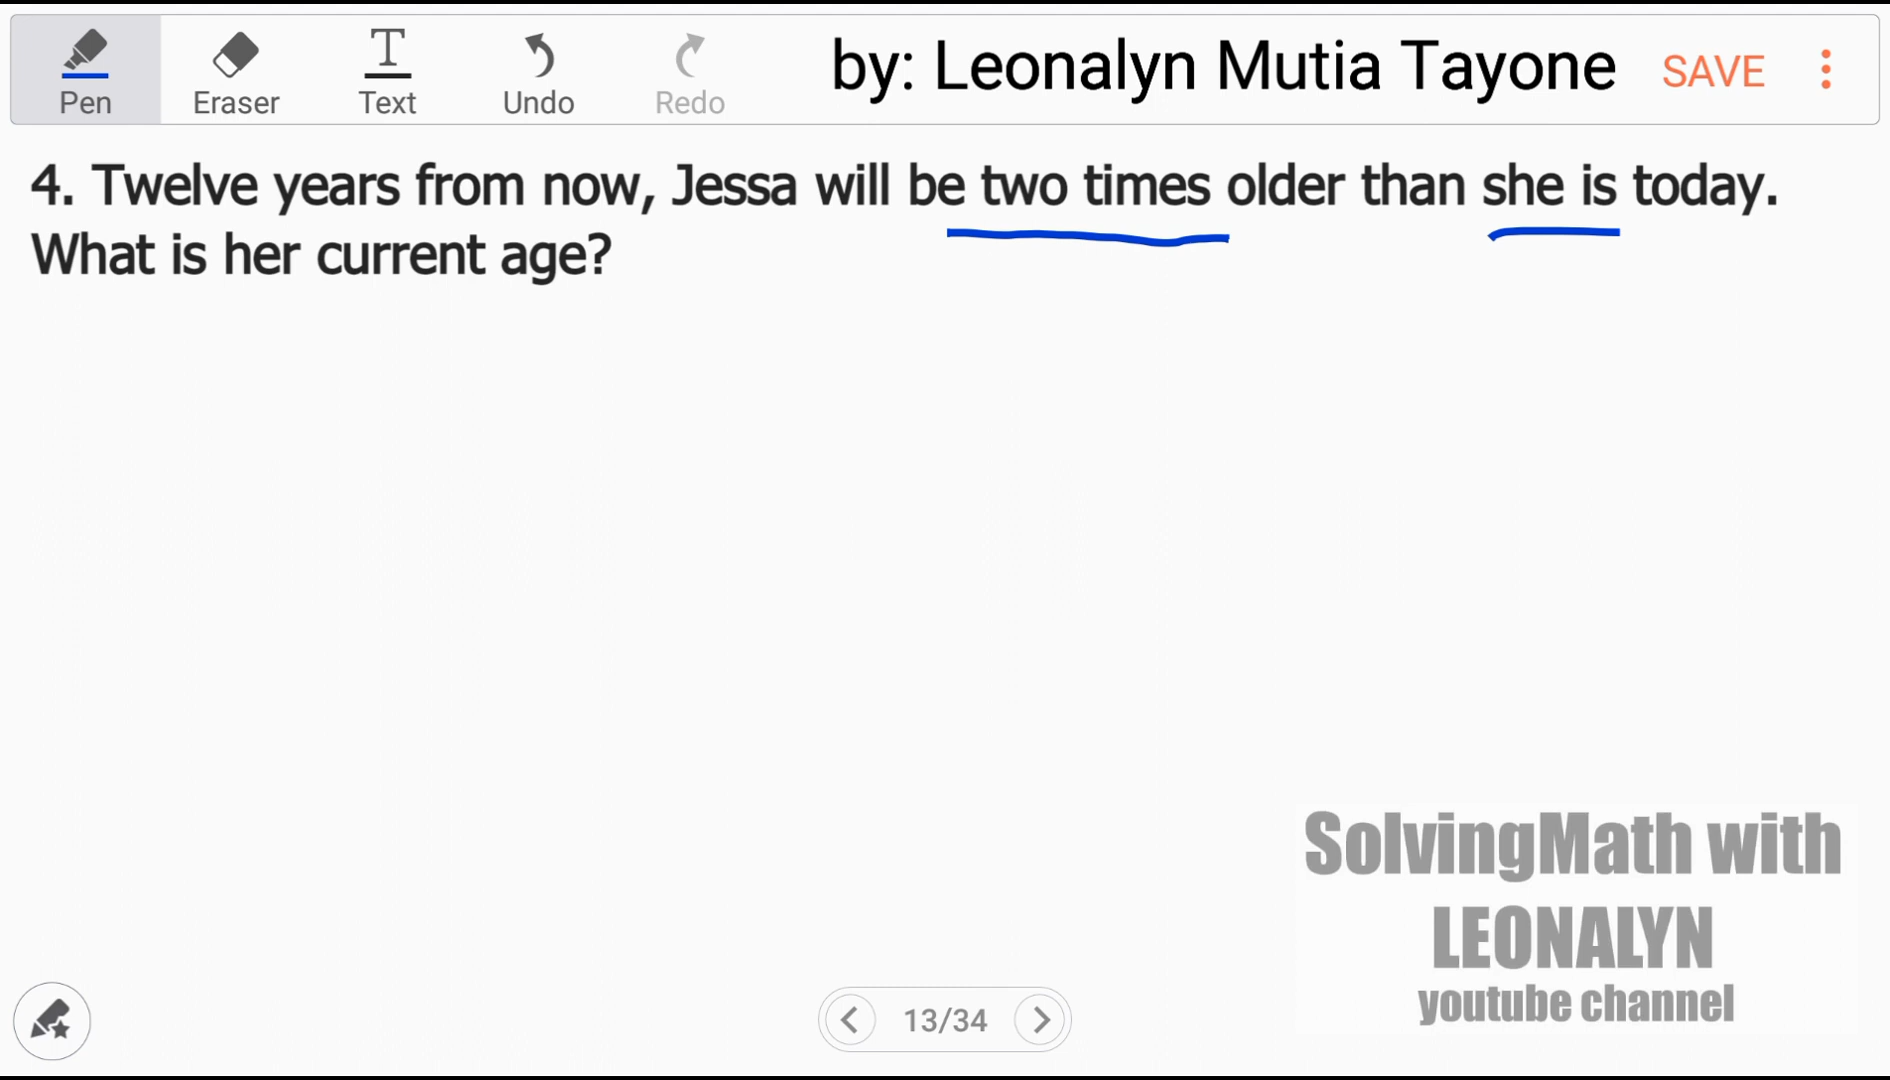 Pen Eraser Text Undo Redo by: Leonalyn Mutia Tayone SAVE
4. Twelve years from now, Jessa will be two times older than she is today.
What is her current age?
SolvingMath with
LEONALYN
youtube channel
13/34